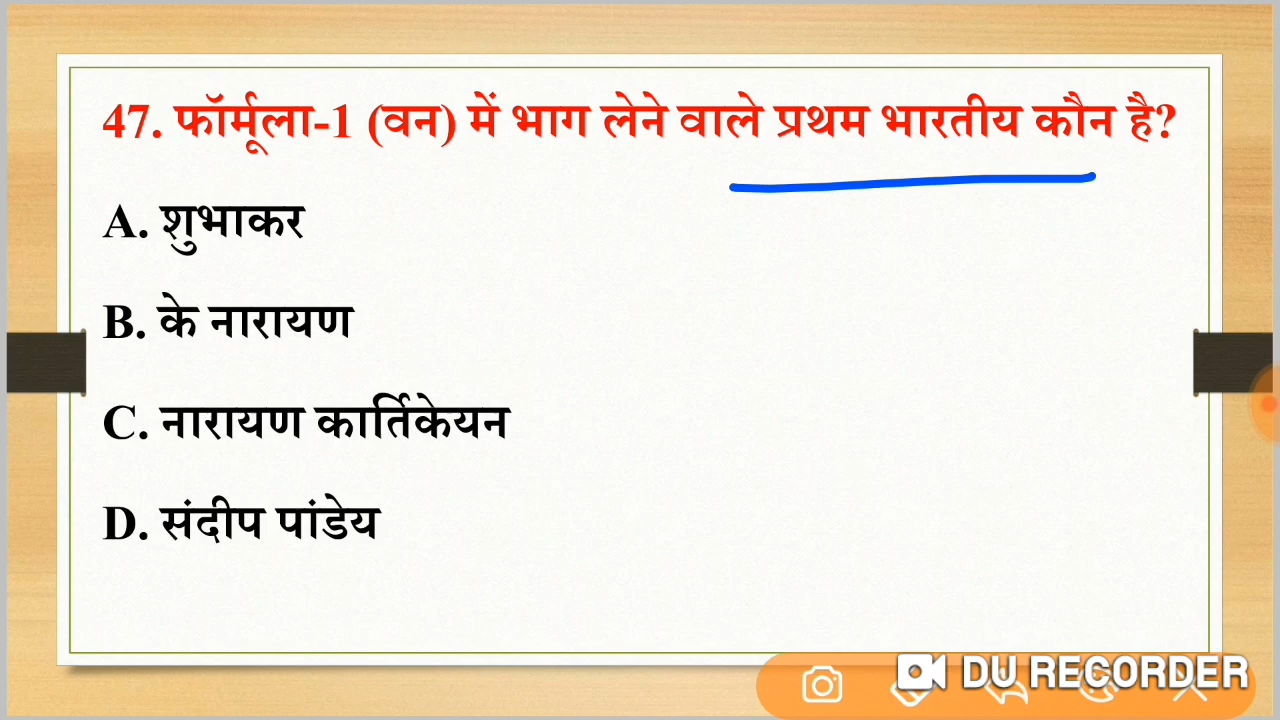 47. फॉर्मूला-1 (वन) में भाग लेने वाले प्रथम भारतीय कौन है?
A. शुभाकर
B. के नारायण
C. नारायण कार्तिकेयन
D. संदीप पांडेय
DU RECORDER